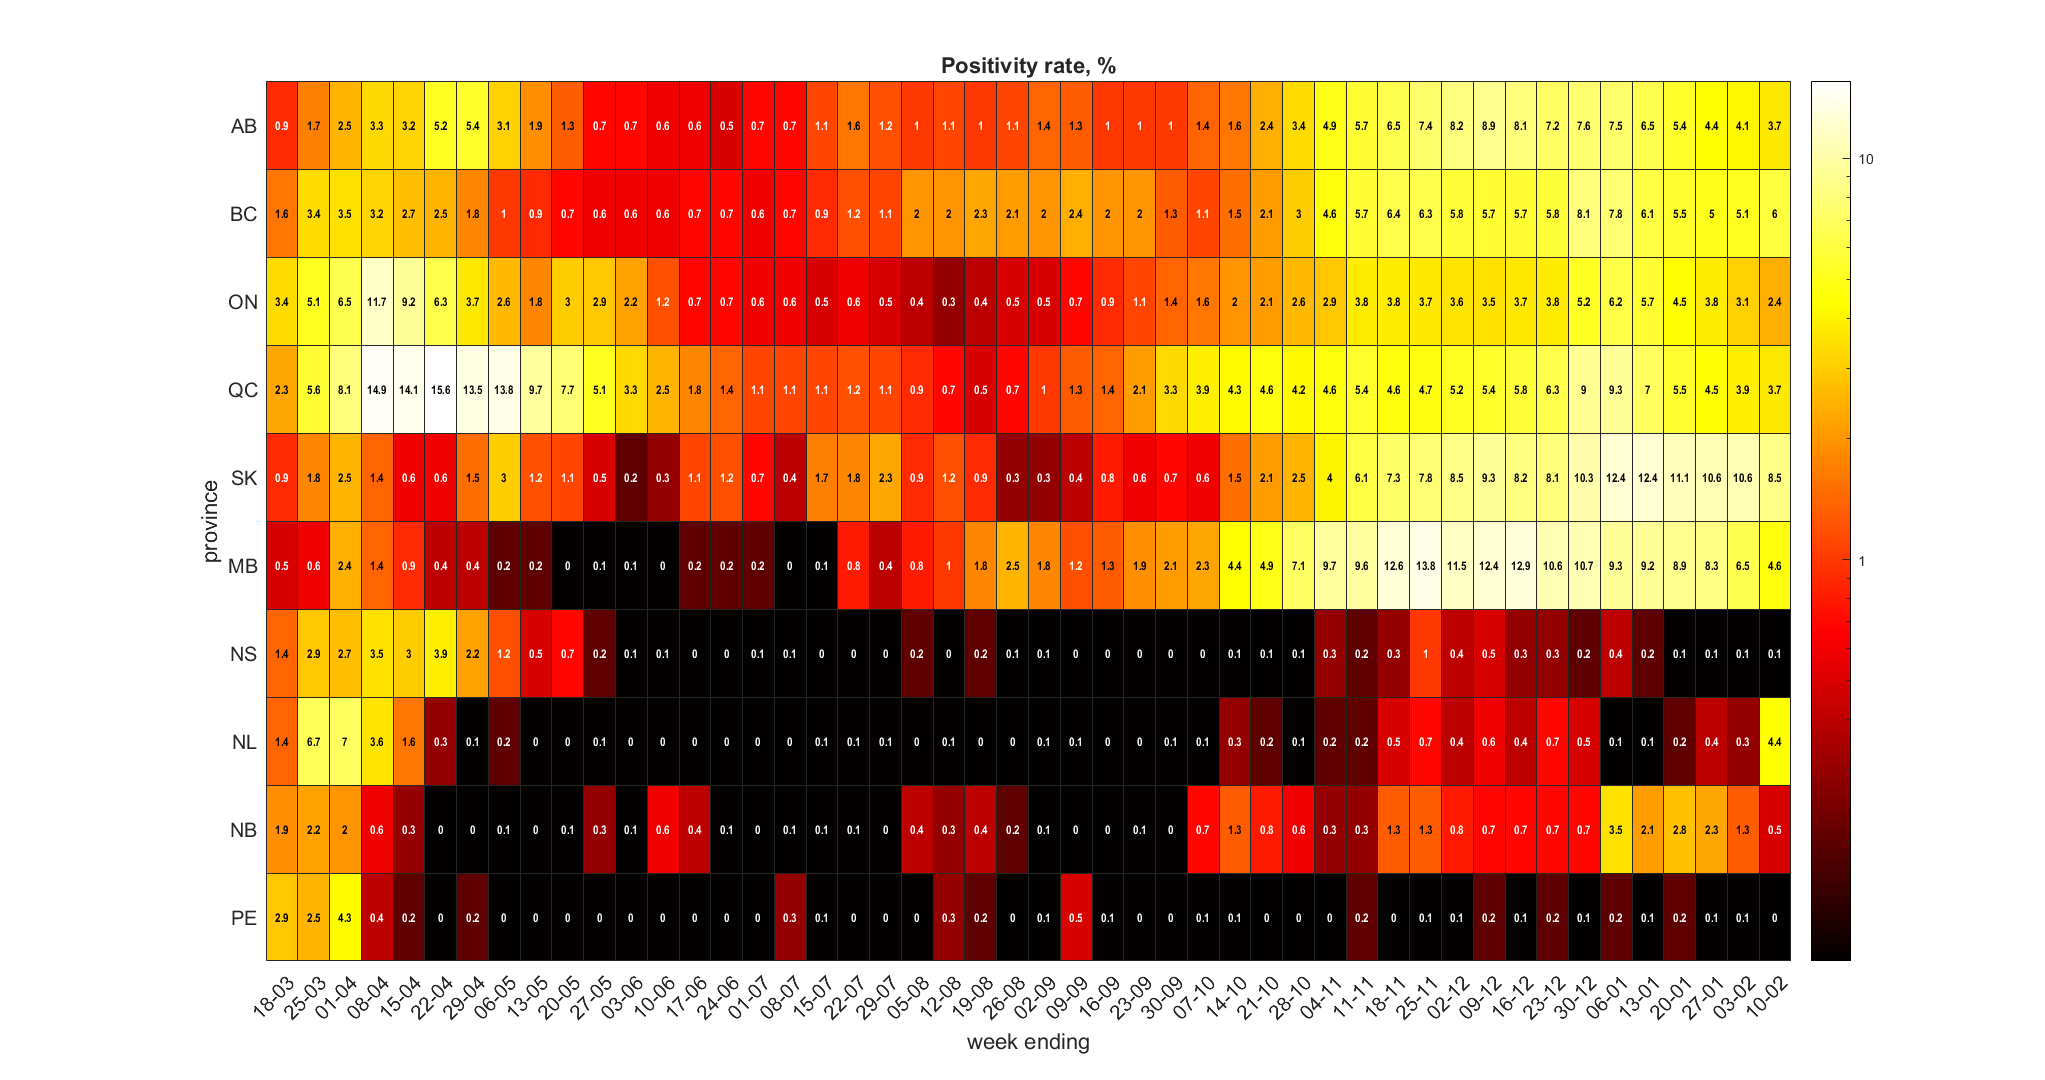 Positivity rate, %
AB 0.9 1.7 2.5 3.3 3.2 5.2 5.4 3.1 1.9 1.3 0.7 0.7 0.6 0.6 0.5 0.7 0.7 1.1 1.6 1.2 1 1.1 1 1.1 1.4 1.3 1 1 1 1.4 1.6 2.4 3.4 4.9 5.7 6.5 7.4 8.2 8.9 8.1 7.2 7.6 7.5 6.5 5.4 4.4 4.1 3.7
10
BC 1.6 3.4 3.5 3.2 2.7 2.5 1.8 1 0.9 0.7 0.6 0.6 0.6 0.7 0.7 0.6 0.7 0.9 1.2 1.1 2 2 2.3 2.1 2 2.4 2 2 1.3 1.1 1.5 2.1 3 4.6 5.7 6.4 6.3 5.8 5.7 5.7 5.8 8.1 7.8 6.1 5.5 5 5.1 6
ON 3.4 5.1 6.5 11.7 9.2 6.3 3.7 2.6 1.8 3 2.9 2.2 1.2 0.7 0.7 0.6 0.6 0.5 0.6 0.5 0.4 0.3 0.4 0.5 0.5 0.7 0.9 1.1 1.4 1.6 2 2.1 2.6 2.9 3.8 3.8 3.7 3.6 3.5 3.7 3.8 5.2 6.2 5.7 4.5 3.8 3.1 2.4
QC 2.3 5.6 8.1 14.9 14.1 15.6 13.5 13.8 9.7 7.7 5.1 3.3 2.5 1.8 1.4 1.1 1.1 1.1 1.2 1.1 0.9 0.7 0.5 0.7 1 1.3 1.4 2.1 3.3 3.9 4.3 4.6 4.2 4.6 5.4 4.6 4.7 5.2 5.4 5.8 6.3 9 9.3 7 5.5 4.5 3.9 3.7
SK 0.9 1.8 2.5 1.4 0.6 0.6 1.5 3 1.2 1.1 0.5 0.2 0.3 1.1 1.2 0.7 0.4 1.7 1.8 2.3 0.9 1.2 0.9 0.3 0.3 0.4 0.8 0.6 0.7 0.6 1.5 2.1 2.5 4 6.1 7.3 7.8 8.5 9.3 8.2 8.1 10.3 12.4 12.4 11.1 10.6 10.6 8.5
province
MB 0.5 0.6 2.4 1.4 0.9 0.4 0.4 0.2 0.2 0 0.1 0.1 0 0.2 0.2 0.2 0 0.1 0.8 0.4 0.8 1 1.8 2.5 1.8 1.2 1.3 1.9 2.1 2.3 4.4 4.9 7.1 9.7 9.6 12.6 13.8 11.5 12.4 12.9 10.6 10.7 9.3 9.2 8.9 8.3 6.5 4.6
1
NS 1.4 2.9 2.7 3.5 3 3.9 2.2 1.2 0.5 0.7 0.2 0.1 0.1 0 0 0.1 0.1 0 0 0 0.2 0 0.2 0.1 0.1 0 0 0 0 0 0.1 0.1 0.1 0.3 0.2 0.3 1 0.4 0.5 0.3 0.3 0.2 0.4 0.2 0.1 0.1 0.1 0.1
NL 1.4 6.7 7 3.6 1.6 0.3 0.1 0.2 0 0 0.1 0 0 0 0 0 0 0.1 0.1 0.1 0 0.1 0 0 0.1 0.1 0 0 0.1 0.1 0.3 0.2 0.1 0.2 0.2 0.5 0.7 0.4 0.6 0.4 0.7 0.5 0.1 0.1 0.2 0.4 0.3 4.4
NB 1.9 2.2 2 0.6 0.3 0 0 0.1 0 0.1 0.3 0.1 0.6 0.4 0.1 0 0.1 0.1 0.1 0 0.4 0.3 0.4 0.2 0.1 0 0 0.1 0 0.7 1.3 0.8 0.6 0.3 0.3 1.3 1.3 0.8 0.7 0.7 0.7 0.7 3.5 2.1 2.8 2.3 1.3 0.5
PE 2.9 2.5 4.3 0.4 0.2 0 0.2 0 0 0 0 0 0 0 0 0 0.3 0.1 0 0 0 0.3 0.2 0 0.1 0.5 0.1 0 0 0.1 0.1 0 0 0 0.2 0 0.1 0.1 0.2 0.1 0.2 0.1 0.2 0.1 0.2 0.1 0.1 0
18-03 25-03 01-04 08-04 15-04 22-04 29-04 06-05 13-05 20-05 27-05 03-06 10-06 17-06 24-06 01-07 08-07 15-07 22-07 29-07 05-08 12-08 19-08 26-08 02-09 09-09 16-09 23-09 30-09 07-10 14-10 21-10 28-10 04-11 11-11 18-11 25-11 02-12 09-12 16-12 23-12 30-12 06-01 13-01 20-01 27-01 03-02 10-02
week ending